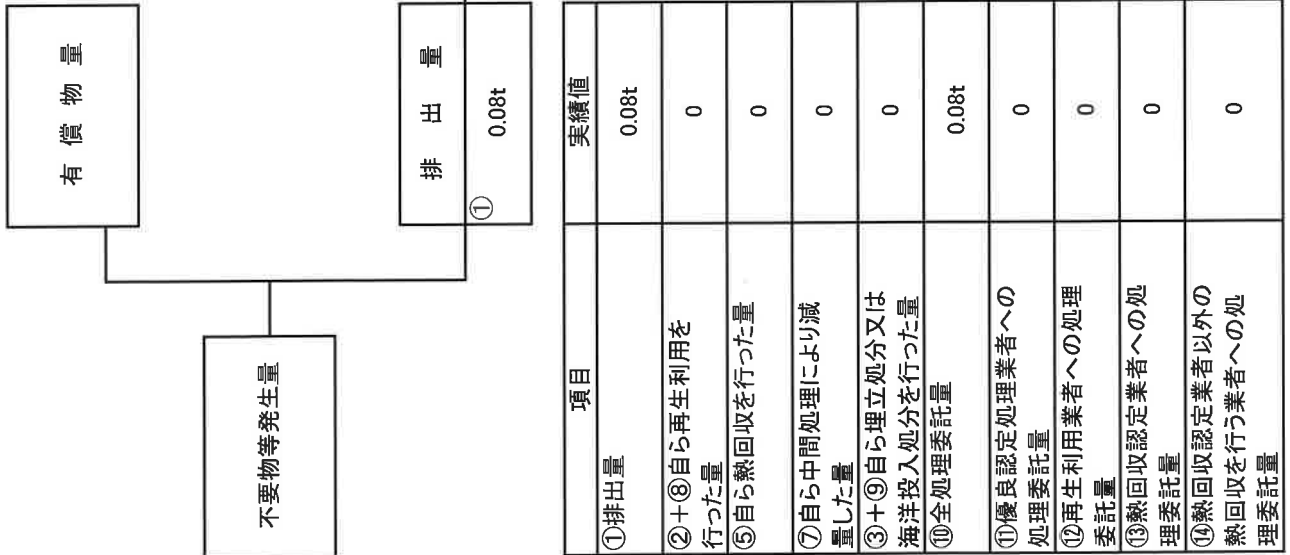 有償物量
不要物等発生量
排出量
①
0.08t
項目
実績値
①排出量
0.08t
②+⑧自ら再生利用を
行った量
0
⑤自ら熱回収を行った量
0
⑦自ら中間処理により減
量した量
0
③+⑨自ら埋立処分又は
海洋投入処分を行った量
0
⑩全処理委託量
0.08t
⑪優良認定処理業者への
処理委託量
0
⑫再生利用業者への処理
委託量
0
⑬熱回収認定業者への処
理委託量
0
⑭熱回収認定業者以外の
熱回収を行う業者への処
理委託量
0